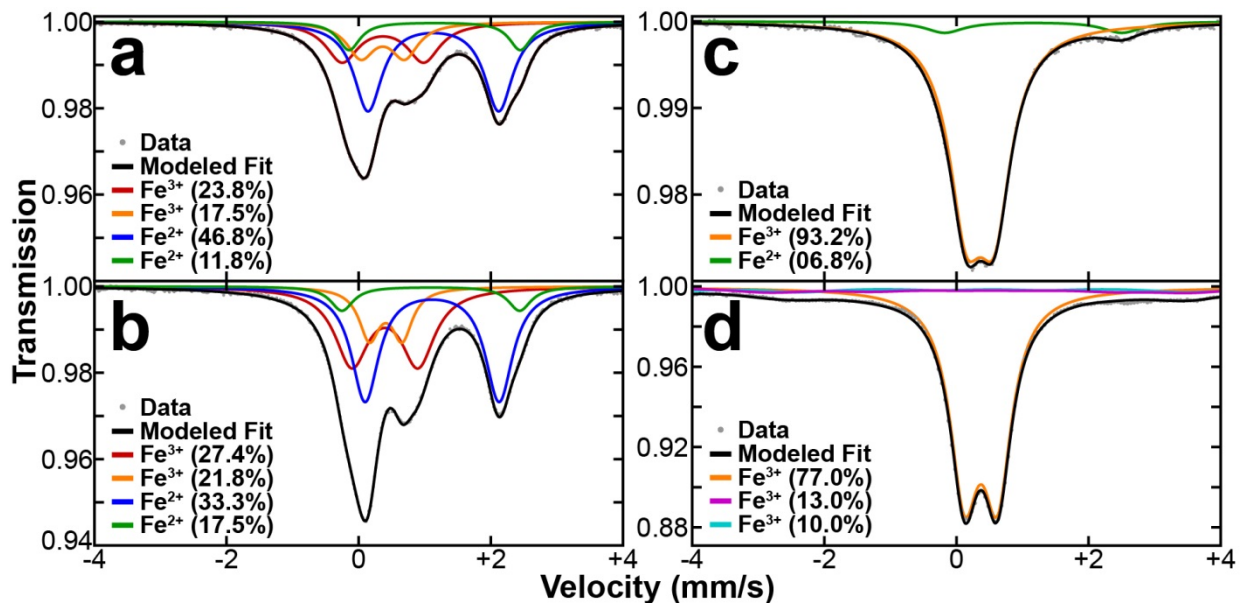 a
1.00
0.98
0.96
Data
Modeled Fit
Fe³⁺ (23.8%)
Fe³⁺ (17.5%)
Fe²⁺ (46.8%)
Fe²⁺ (11.8%)
b
1.00
0.98
0.96
0.94
Data
Modeled Fit
Fe³⁺ (27.4%)
Fe³⁺ (21.8%)
Fe²⁺ (33.3%)
Fe²⁺ (17.5%)
-4
-2
0
+2
+4
c
1.00
0.99
0.98
Data
Modeled Fit
Fe³⁺ (93.2%)
Fe²⁺ (06.8%)
d
1.00
0.96
0.92
0.88
Data
Modeled Fit
Fe³⁺ (77.0%)
Fe³⁺ (13.0%)
Fe³⁺ (10.0%)
-4
-2
0
+2
+4
Transmission
Velocity (mm/s)